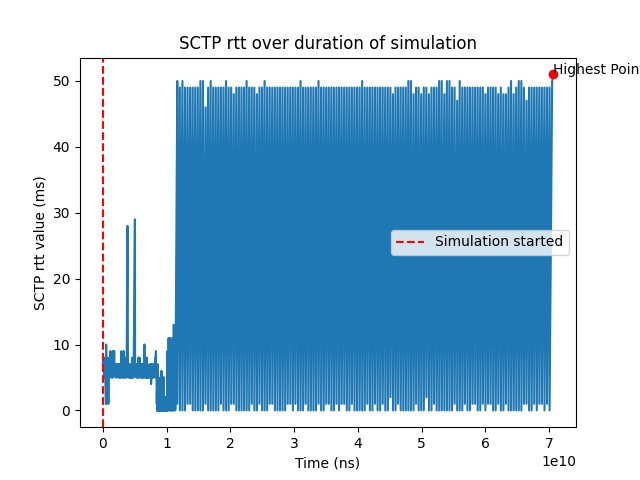 SCTP rtt over duration of simulation
Highest Point
SCTP rtt value (ms)
50
40
30
20
10
0
Simulation started
0 1 2 3 4 5 6 7
1e10
Time (ns)